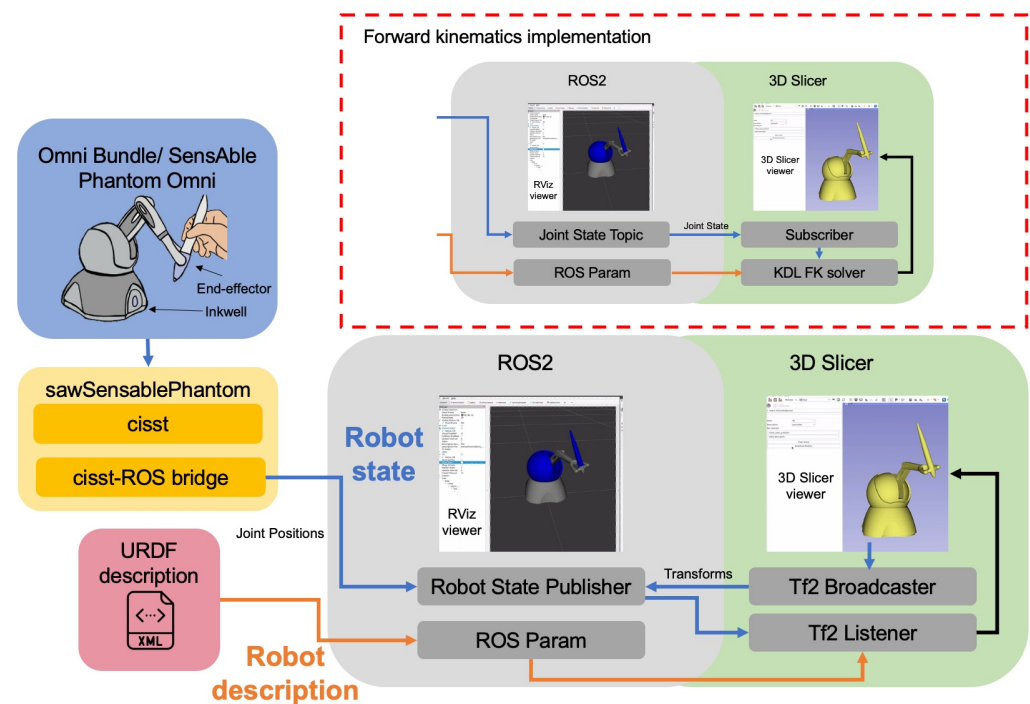 Forward kinematics implementation
ROS2
3D Slicer
RViz
viewer
3D Slicer
viewer
Joint State Topic
Joint State
Subscriber
ROS Param
KDL FK solver
Omni Bundle/ SensAble
Phantom Omni
End-effector
Inkwell
sawSensablePhantom
cisst
cisst-ROS bridge
Joint Positions
URDF
description
<··>
XML
Robot
state
Robot
description
ROS2
3D Slicer
RViz
viewer
3D Slicer
viewer
Robot State Publisher
Transforms
Tf2 Broadcaster
Tf2 Listener
ROS Param